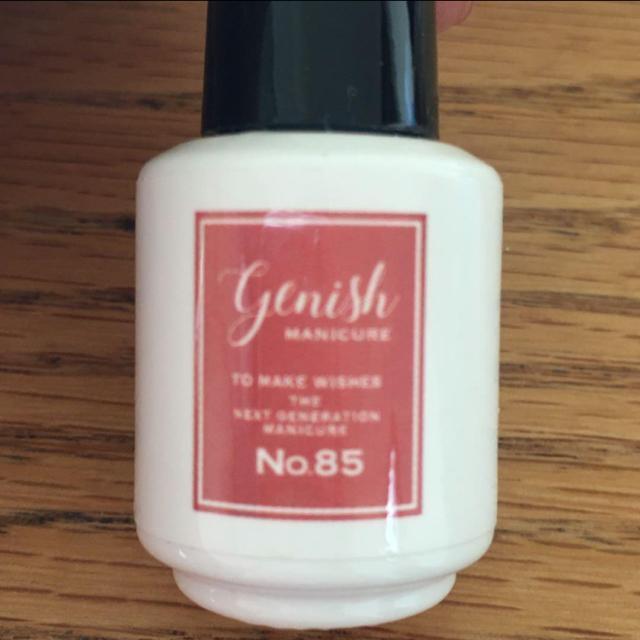 Genish
MANICURE
TO MAKE WISHES
THE
NEXT GENERATION
MANICURE
No.85